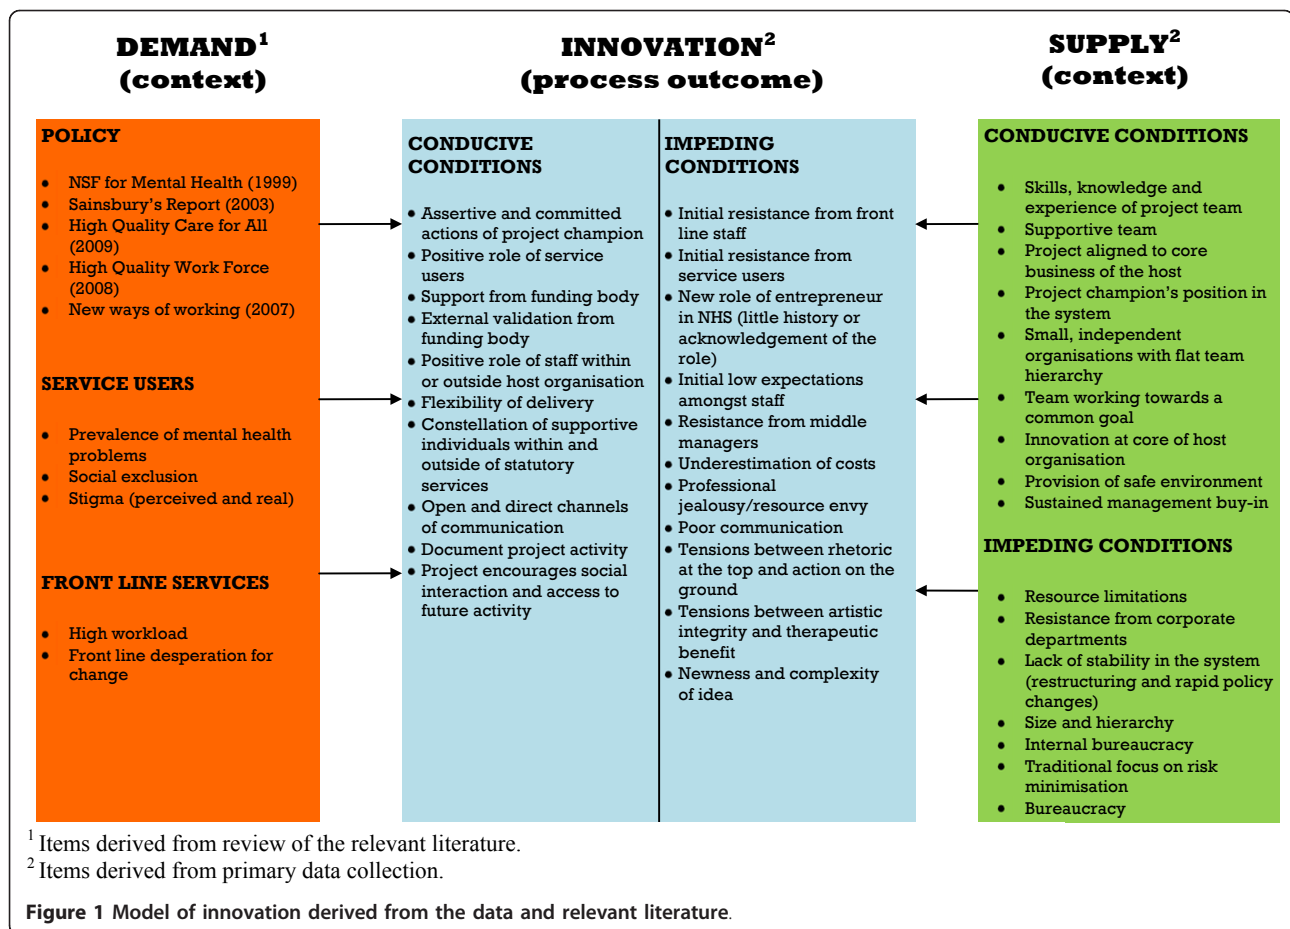 DEMAND¹
(context)
POLICY
• NSF for Mental Health (1999)
• Sainsbury's Report (2003)
• High Quality Care for All
(2009)
• High Quality Work Force
(2008)
• New ways of working (2007)
SERVICE USERS
• Prevalence of mental health
problems
• Social exclusion
• Stigma (perceived and real)
FRONT LINE SERVICES
• High workload
• Front line desperation for
change
INNOVATION²
(process outcome)
CONDUCIVE
CONDITIONS
• Assertive and committed
actions of project champion
• Positive role of service
users
• Support from funding body
• External validation from
funding body
• Positive role of staff within
or outside host organisation
• Flexibility of delivery
• Constellation of supportive
individuals within and
outside of statutory
services
• Open and direct channels
of communication
• Document project activity
• Project encourages social
interaction and access to
future activity
IMPEDING
CONDITIONS
• Initial resistance from front
line staff
• Initial resistance from
service users
• New role of entrepreneur
in NHS (little history or
acknowledgement of the
role)
• Initial low expectations
amongst staff
• Resistance from middle
managers
• Underestimation of costs
• Professional
jealousy/resource envy
• Poor communication
• Tensions between rhetoric
at the top and action on the
ground
• Tensions between artistic
integrity and therapeutic
benefit
• Newness and complexity
of idea
SUPPLY²
(context)
CONDUCIVE CONDITIONS
• Skills, knowledge and
experience of project team
• Supportive team
• Project aligned to core
business of the host
• Project champion's position in
the system
• Small, independent
organisations with flat team
hierarchy
• Team working towards a
common goal
• Innovation at core of host
organisation
• Provision of safe environment
• Sustained management buy-in
IMPEDING CONDITIONS
• Resource limitations
• Resistance from corporate
departments
• Lack of stability in the system
(restructuring and rapid policy
changes)
• Size and hierarchy
• Internal bureaucracy
• Traditional focus on risk
minimisation
• Bureaucracy
¹ Items derived from review of the relevant literature.
² Items derived from primary data collection.
Figure 1 Model of innovation derived from the data and relevant literature.